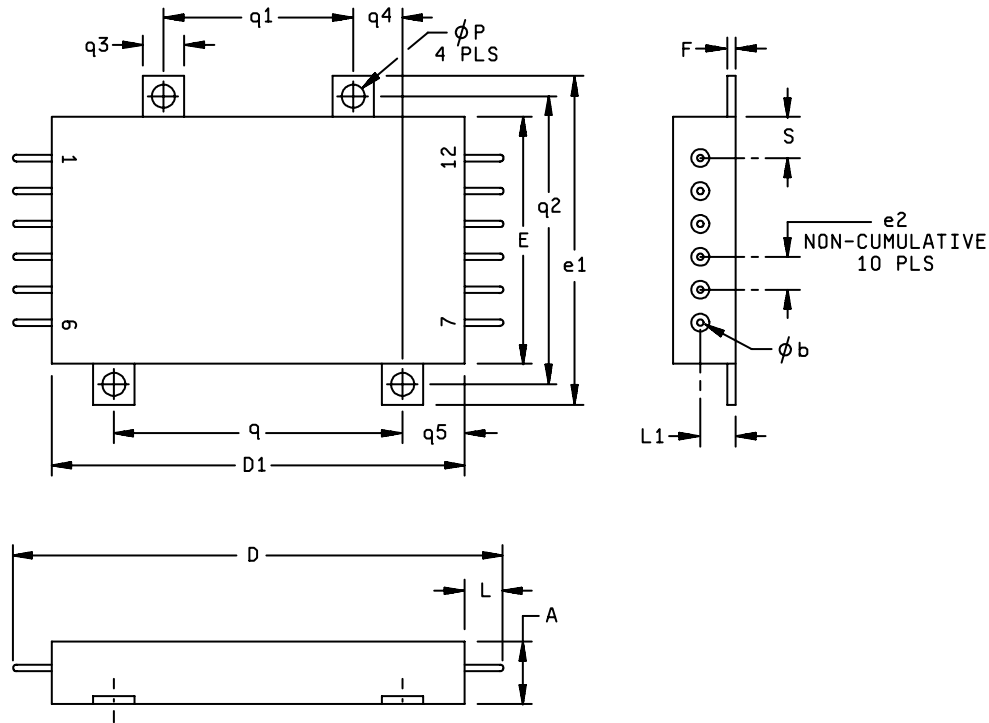 q1
q4
ϕP
4 PLS
q3
F
S
1
12
q2
E
e1
e2
NON-CUMULATIVE
10 PLS
6
7
ϕb
q
q5
L1
D1
D
L
A